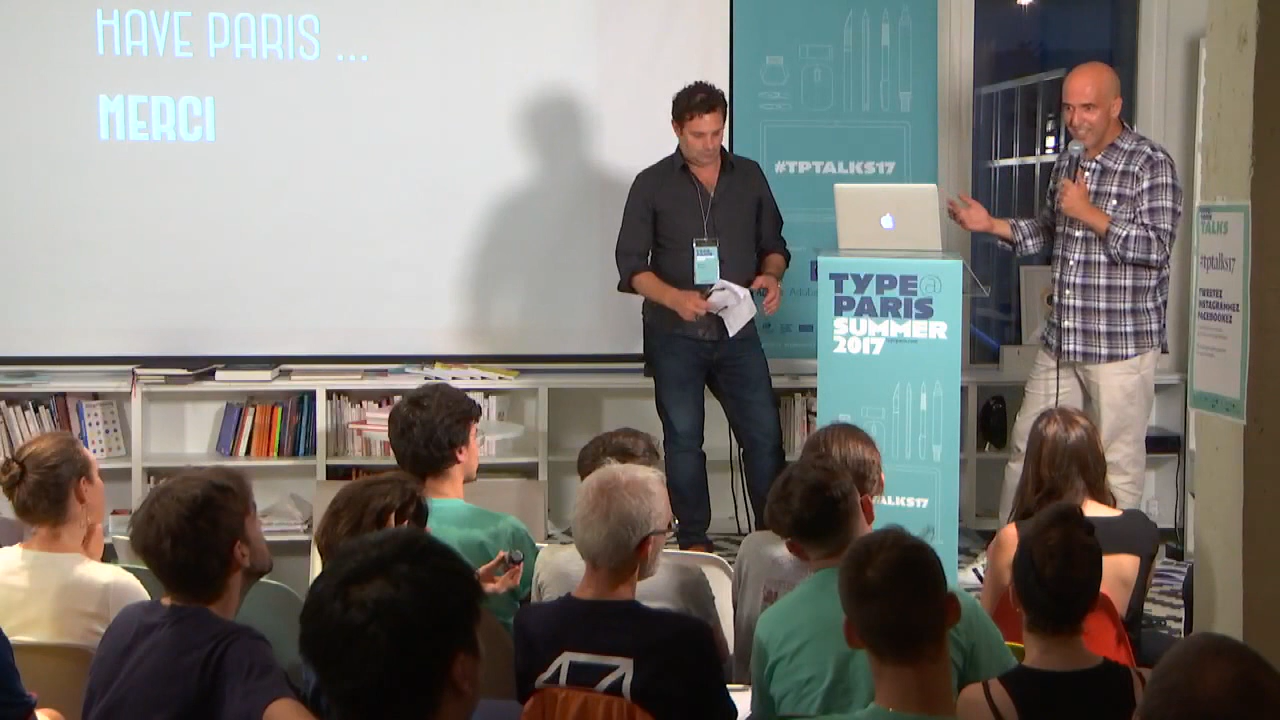 HAVE PARIS ...
MERCI
#TPTALKS17
TYPE@
PARIS
SUMMER
2017
TALKS17
TALKS
#tptalks17
TWEETEZ
INSTAGRAMMEZ
FACEBOOKEZ